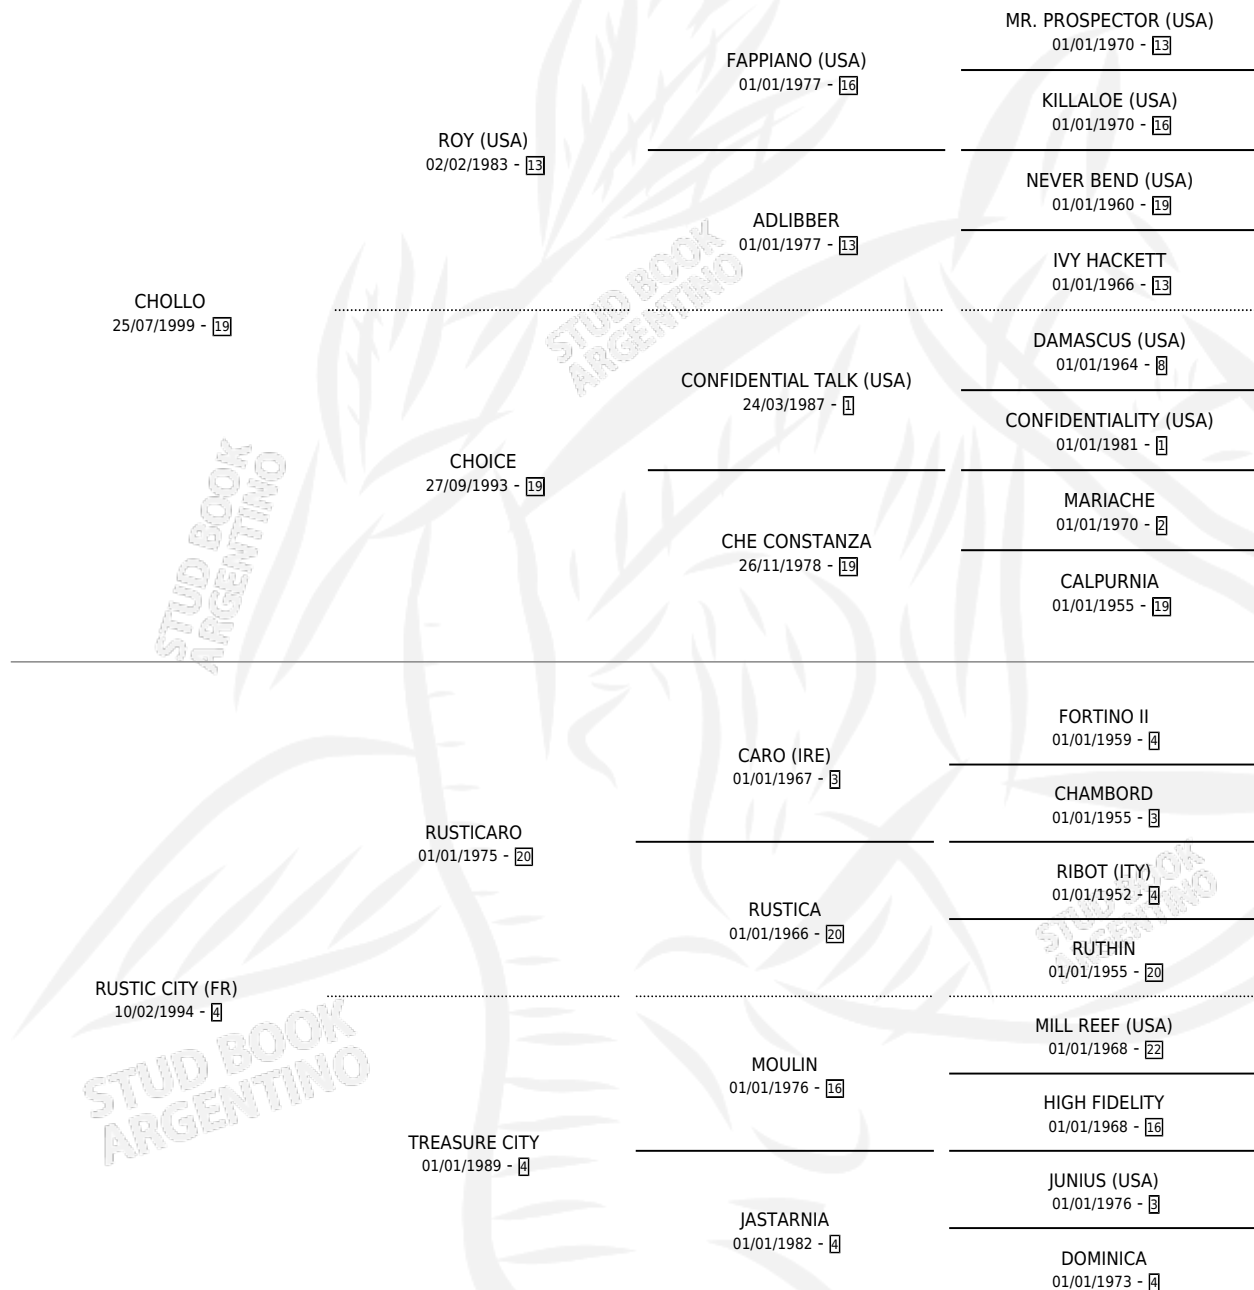 MR. PROSPECTOR (USA)
01/01/1970 - 13
FAPPIANO (USA)
01/01/1977 - 16
KILLALOE (USA)
01/01/1970 - 16
ROY (USA)
02/02/1983 - 13
NEVER BEND (USA)
01/01/1960 - 19
ADLIBBER
01/01/1977 - 13
IVY HACKETT
01/01/1966 - 13
CHOLLO
25/07/1999 - 19
DAMASCUS (USA)
01/01/1964 - 8
CONFIDENTIAL TALK (USA)
24/03/1987 - 1
CONFIDENTIALITY (USA)
01/01/1981 - 1
CHOICE
27/09/1993 - 19
MARIACHE
01/01/1970 - 2
CHE CONSTANZA
26/11/1978 - 19
CALPURNIA
01/01/1955 - 19
FORTINO II
01/01/1959 - 4
CARO (IRE)
01/01/1967 - 3
CHAMBORD
01/01/1955 - 3
RUSTICARO
01/01/1975 - 20
RIBOT (ITY)
01/01/1952 - 4
RUSTICA
01/01/1966 - 20
RUTHIN
01/01/1955 - 20
RUSTIC CITY (FR)
10/02/1994 - 4
MILL REEF (USA)
01/01/1968 - 22
MOULIN
01/01/1976 - 16
HIGH FIDELITY
01/01/1968 - 16
TREASURE CITY
01/01/1989 - 4
JUNIUS (USA)
01/01/1976 - 3
JASTARNIA
01/01/1982 - 4
DOMINICA
01/01/1973 - 4
STUD BOOK
ARGENTINO
STUD BOOK
ARGENTINO
STUD BOOK
ARGENTINO
STUD BOOK
ARGENTINO